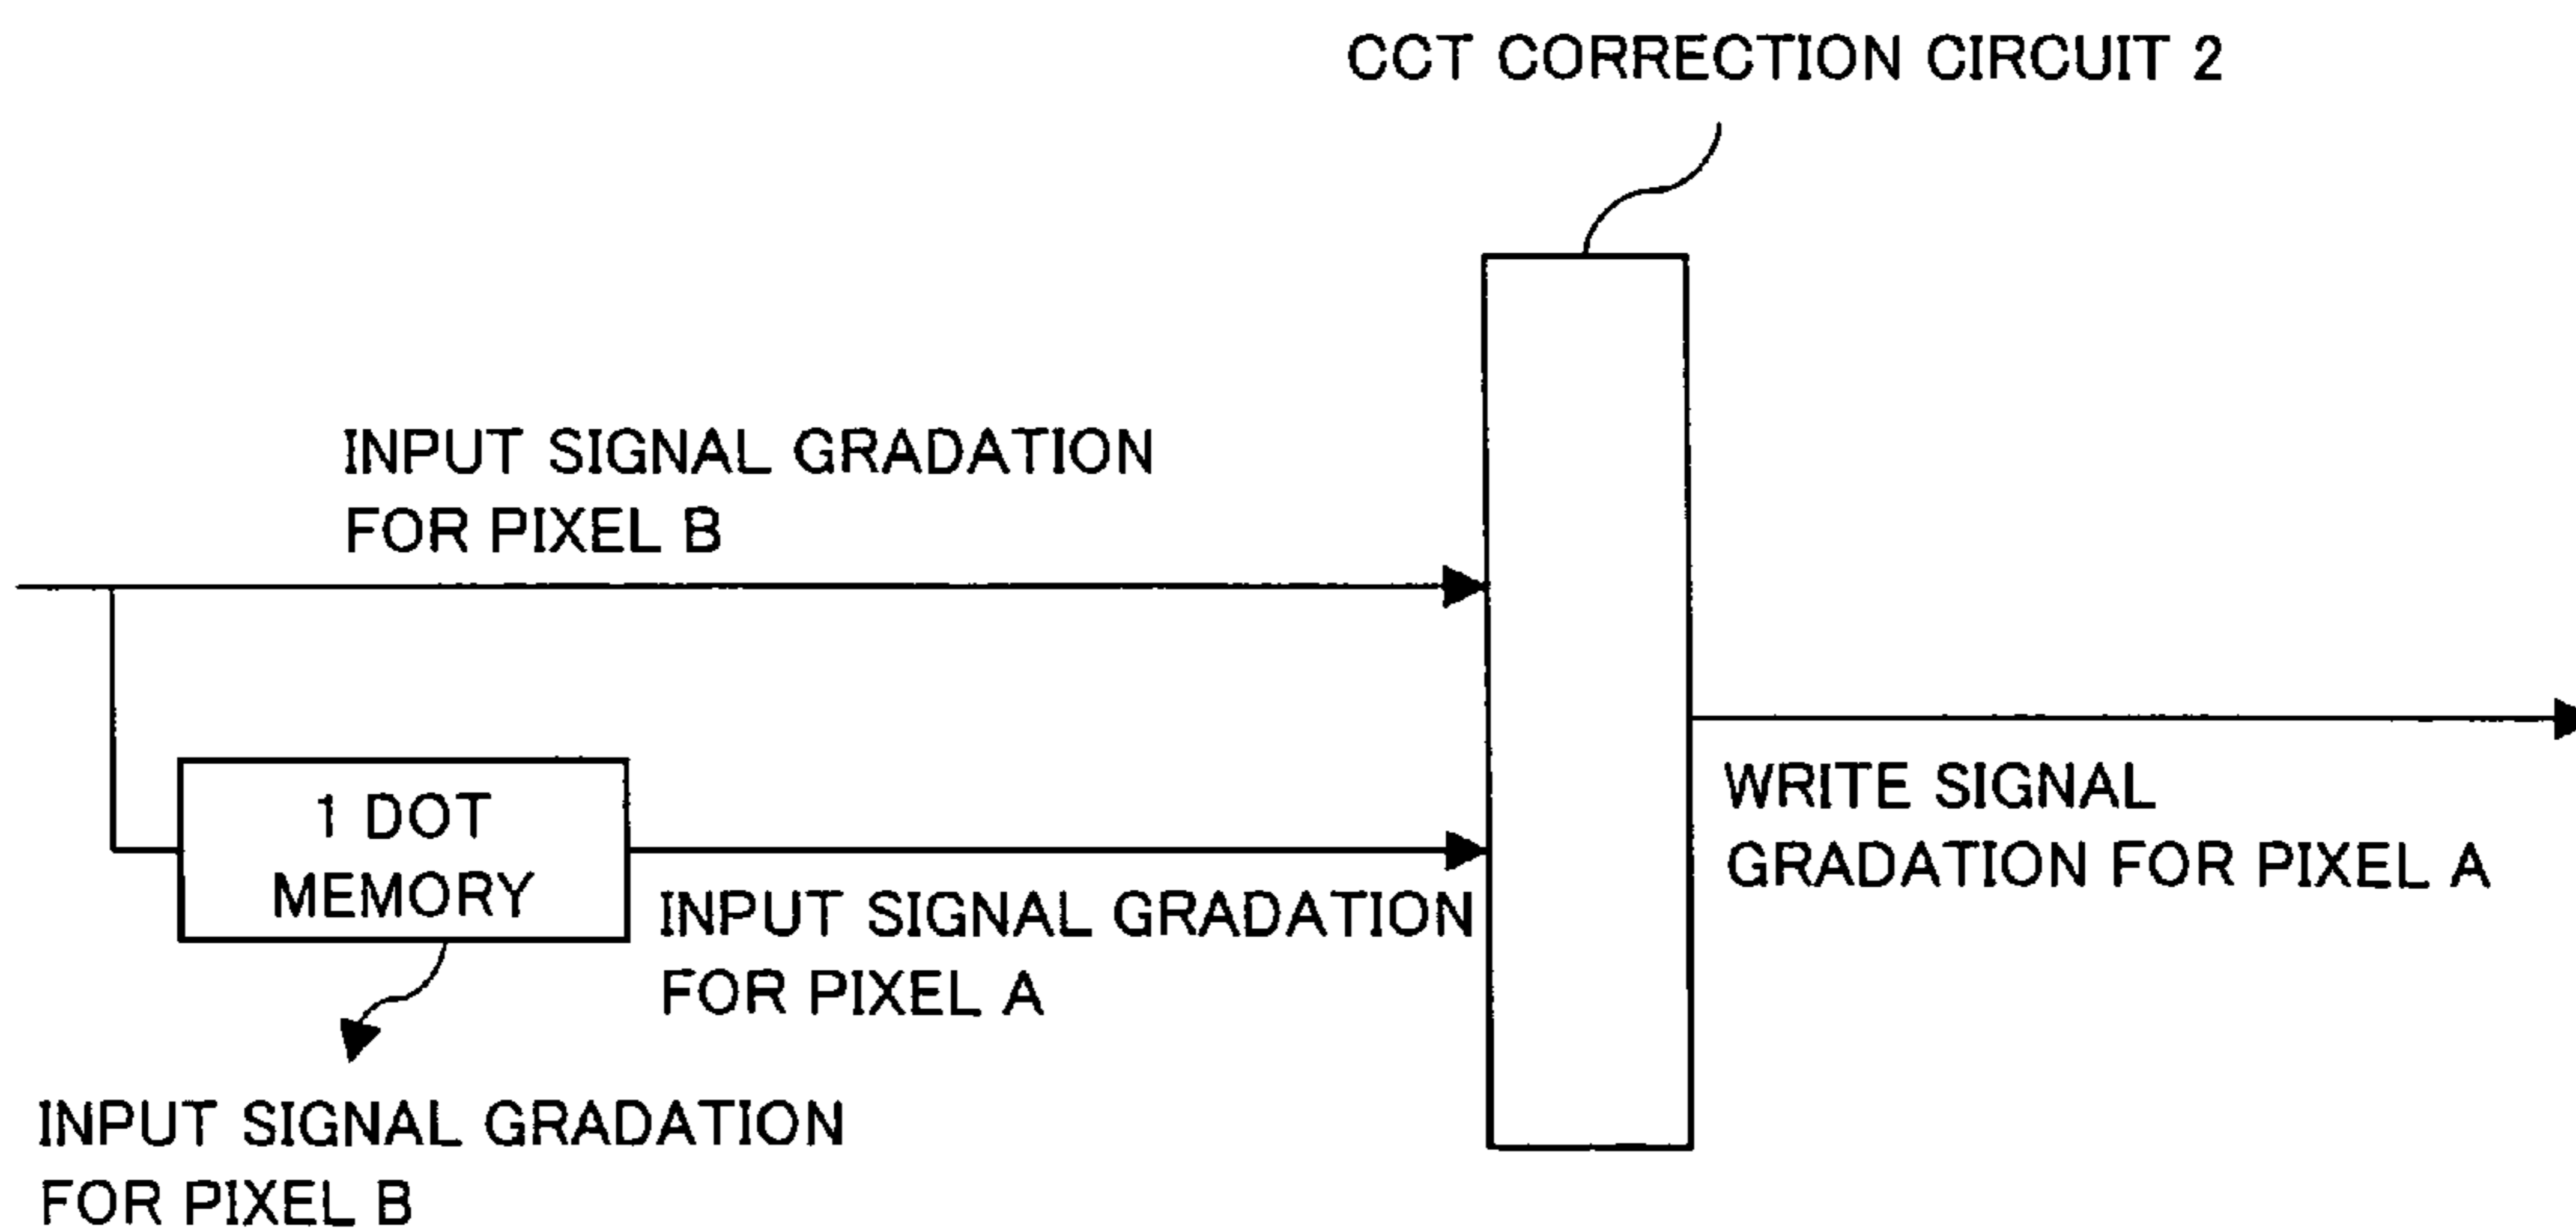 CCT CORRECTION CIRCUIT 2
INPUT SIGNAL GRADATION
FOR PIXEL B
1 DOT
MEMORY
INPUT SIGNAL GRADATION
FOR PIXEL A
WRITE SIGNAL
GRADATION FOR PIXEL A
INPUT SIGNAL GRADATION
FOR PIXEL B